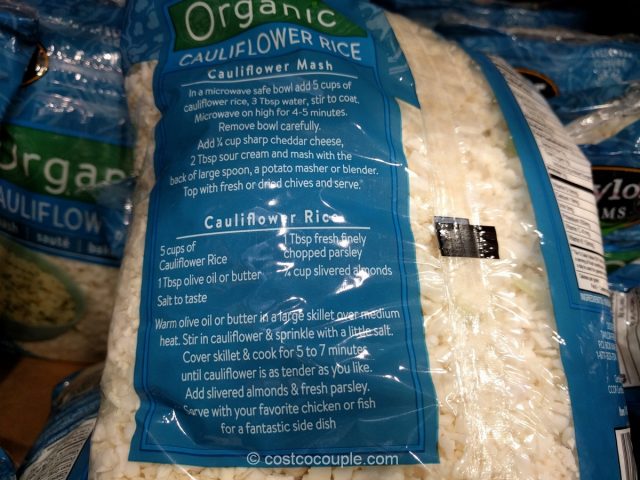 Organic
CAULIFLOWER RICE
Cauliflower Mash
In a microwave safe bowl add 5 cups of
cauliflower rice, 3 Tbsp water, stir to coat.
Microwave on high for 4-5 minutes.
Remove bowl carefully.
Add ¼ cup sharp cheddar cheese,
2 Tbsp sour cream and mash with the
back of large spoon, a potato masher or blender.
Top with fresh or dried chives and serve.
Cauliflower Rice
5 cups of
Cauliflower Rice
1 Tbsp olive oil or butter
Salt to taste
1 Tbsp fresh finely
chopped parsley
cup slivered almonds
Warm olive oil or butter in a large skillet over medium
heat. Stir in cauliflower & sprinkle with a little salt.
Cover skillet & cook for 5 to 7 minutes
until cauliflower is as tender as you like.
Add slivered almonds & fresh parsley.
Serve with your favorite chicken or fish
for a fantastic side dish
Organ
CAULIFLOW
sauté
ylo
MS
© costcocouple.com